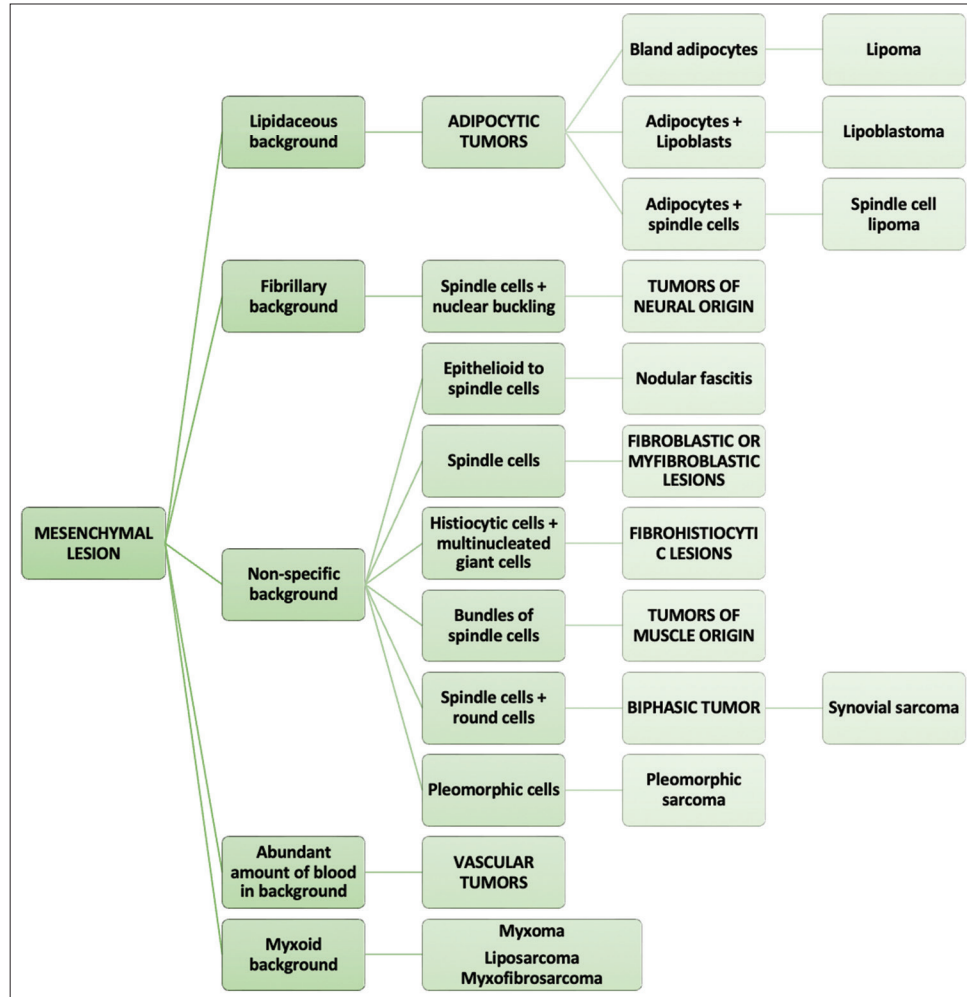 MESENCHYMAL
LESION
Lipidaceous
background
ADIPOCYTIC
TUMORS
Bland adipocytes
Lipoma
Adipocytes +
Lipoblasts
Lipoblastoma
Adipocytes +
spindle cells
Spindle cell
lipoma
Fibrillary
background
Spindle cells +
nuclear buckling
TUMORS OF
NEURAL ORIGIN
Non-specific
background
Epithelioid to
spindle cells
Nodular fascitis
Spindle cells
FIBROBLASTIC OR
MYFIBROBLASTIC
LESIONS
Histiocytic cells +
multinucleated
giant cells
FIBROHISTIOCYTI
C LESIONS
Bundles of
spindle cells
TUMORS OF
MUSCLE ORIGIN
Spindle cells +
round cells
BIPHASIC TUMOR
Synovial sarcoma
Pleomorphic cells
Pleomorphic
sarcoma
Abundant
amount of blood
in background
VASCULAR
TUMORS
Myxoid
background
Myxoma
Liposarcoma
Myxofibrosarcoma